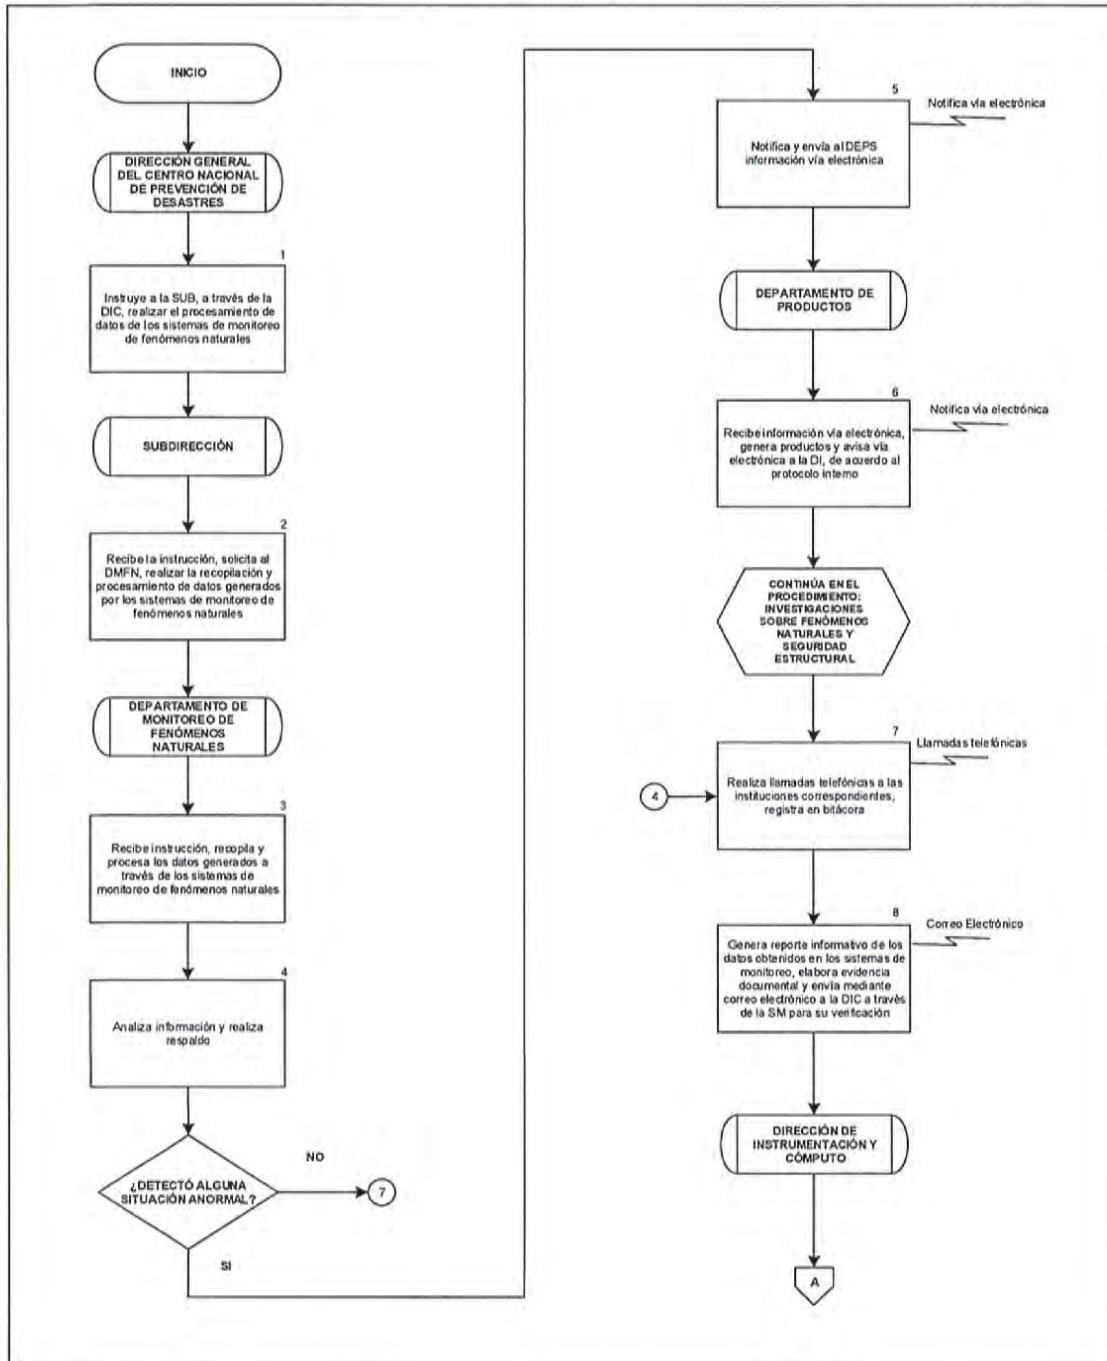 INICIO
DIRECCIÓN GENERAL
DEL CENTRO NACIONAL
DE PREVENCIÓN DE
DESASTRES
1
Instruye a la SUB, a través de la
DIC, realizar el procesamiento de
datos de los sistemas de monitoreo
de fenómenos naturales
SUBDIRECCIÓN
2
Recibe la instrucción, solicita al
DMFN, realizar la recopilación y
procesamiento de datos generados
por los sistemas de monitoreo de
fenómenos naturales
DEPARTAMENTO DE
MONITOREO DE
FENÓMENOS
NATURALES
3
Recibe instrucción, recopila y
procesa los datos generados a
través de los sistemas de
monitoreo de fenómenos naturales
4
Analiza información y realiza
respaldo
¿DETECTÓ ALGUNA
SITUACIÓN ANORMAL?
NO
7
SI
5
Notifica vía electrónica
Notifica y envía al DEPS
información vía electrónica
DEPARTAMENTO DE
PRODUCTOS
6
Notifica vía electrónica
Recibe información vía electrónica,
genera productos y avisa vía
electrónica a la DI, de acuerdo al
protocolo interno
CONTINÚA EN EL
PROCEDIMIENTO:
INVESTIGACIONES
SOBRE FENÓMENOS
NATURALES Y
SEGURIDAD
ESTRUCTURAL
7
Llamadas telefónicas
4
Realiza llamadas telefónicas a las
instituciones correspondientes,
registra en bitácora
8
Correo Electrónico
Genera reporte informativo de los
datos obtenidos en los sistemas de
monitoreo, elabora evidencia
documental y envía mediante
correo electrónico a la DIC a través
de la SM para su verificación
DIRECCIÓN DE
INSTRUMENTACIÓN Y
CÓMPUTO
A